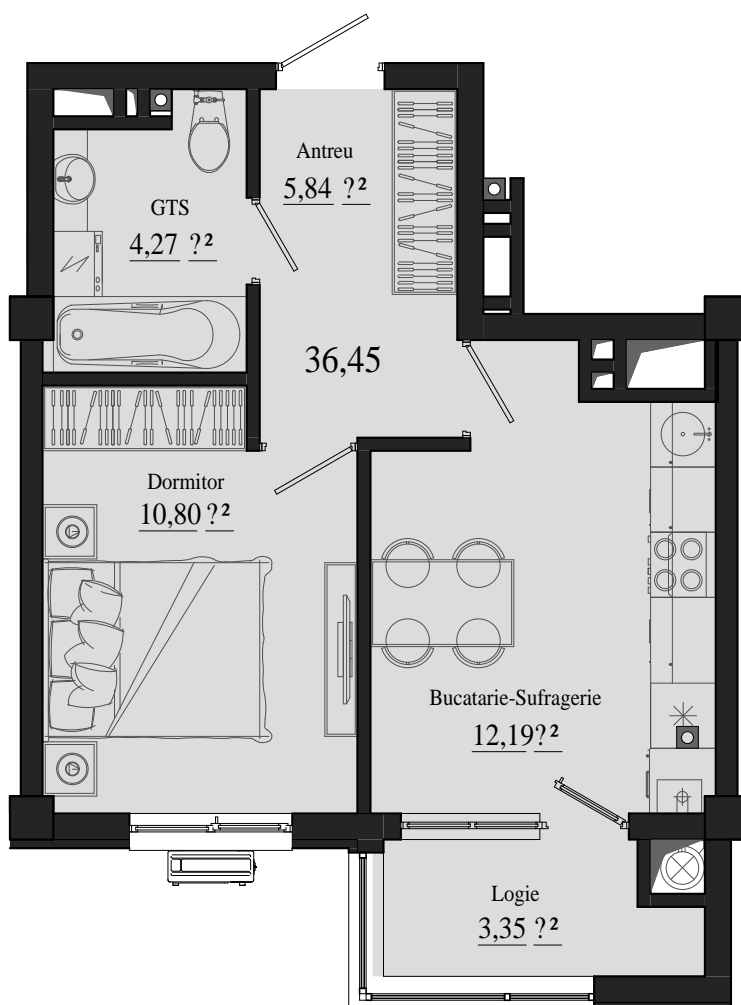 Antreu
5,84 ?²
GTS
4,27 ?²
36,45
Dormitor
10,80 ?²
Bucatarie-Sufragerie
12,19?²
Logie
3,35 ?²